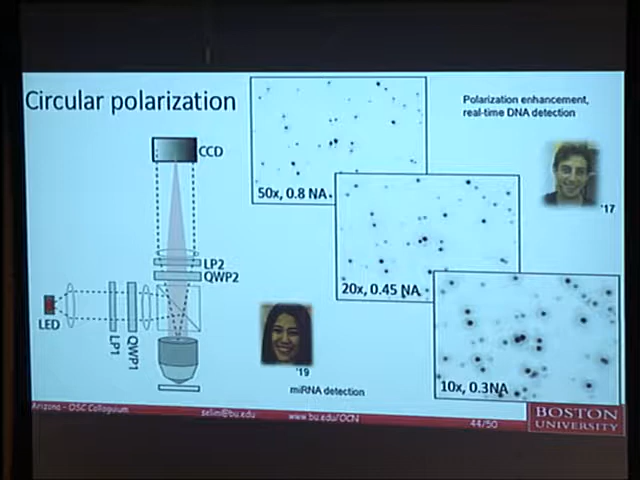 Circular polarization
Polarization enhancement,
real-time DNA detection
CCD
50x, 0.8 NA
'17
LP2
QWP2
20x, 0.45 NA
LED
LP1
QWP1
'19
miRNA detection
10x, 0.3NA
Arizona - OSC Colloquium
selim@bu.edu
www.bu.edu/OCN
44/50
BOSTON
UNIVERSITY